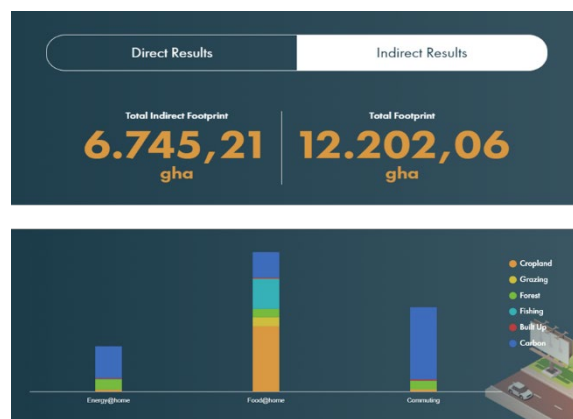 Direct Results
Indirect Results
Total Indirect Footprint
6.745,21
gha
Total Footprint
12.202,06
gha
Cropland
Grazing
Forest
Fishing
Built Up
Carbon
Energy@home
Food@home
Commuting